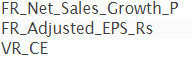 FR_Net_Sales_Growth_P
FR_Adjusted_EPS_Rs
VR_CE